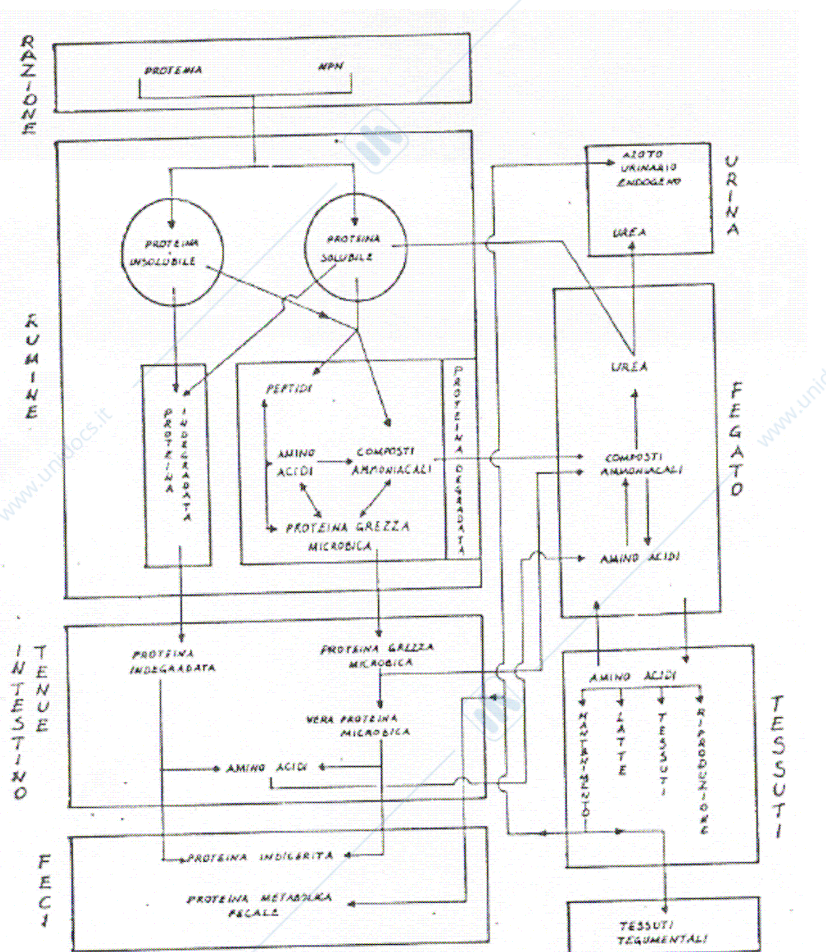 RAZIONE
PROTEINA
NPN
RUMINE
PROTEINA
INSOLUBILE
PROTEINA
SOLUBILE
AZOTO
URINARIO
ENDOGENO
UREA
URINA
PROTEINA
INDEGRADATA
PEPTIDI
AMINO
ACIDI
COMPOSTI
AMMONIACALI
PROTEINA GREZZA
MICROBICA
PROTEINA DEGRADATA
UREA
COMPOSTI
AMMONIACALI
AMINO ACIDI
FEGATO
INTESTINO
TENUE
PROTEINA
INDEGRADATA
PROTEINA GREZZA
MICROBICA
VERA PROTEINA
MICROBICA
AMINO ACIDI
AMINO ACIDI
MANTENIMENTO
LATTE
TESSUTI
RIPRODUZIONE
TESSUTI
FECI
PROTEINA INDIGERITA
PROTEINA METABOLICA
FECALE
TESSUTI
TEGUMENTALI
www.unidocs.it